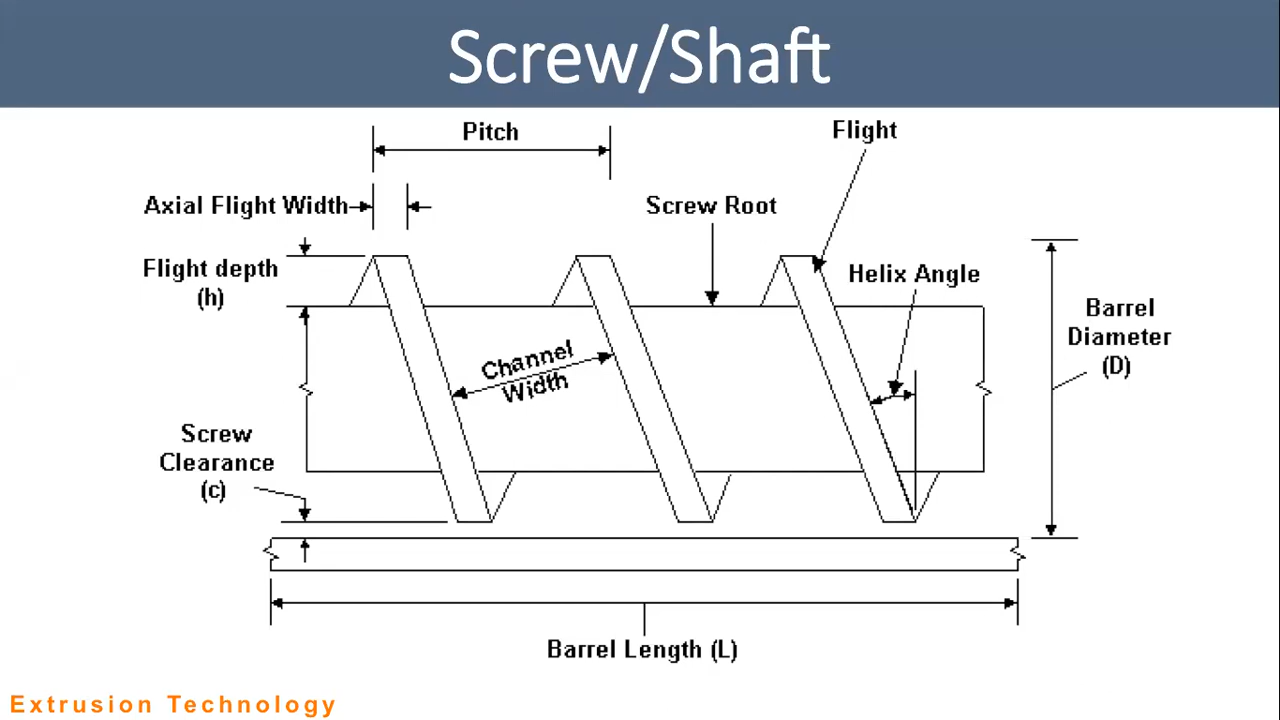 Screw/Shaft
Pitch
Flight
Axial Flight Width
Screw Root
Flight depth
(h)
Helix Angle
Barrel
Diameter
(D)
Channel
Width
Screw
Clearance
(c)
Barrel Length (L)
Extrusion Technology